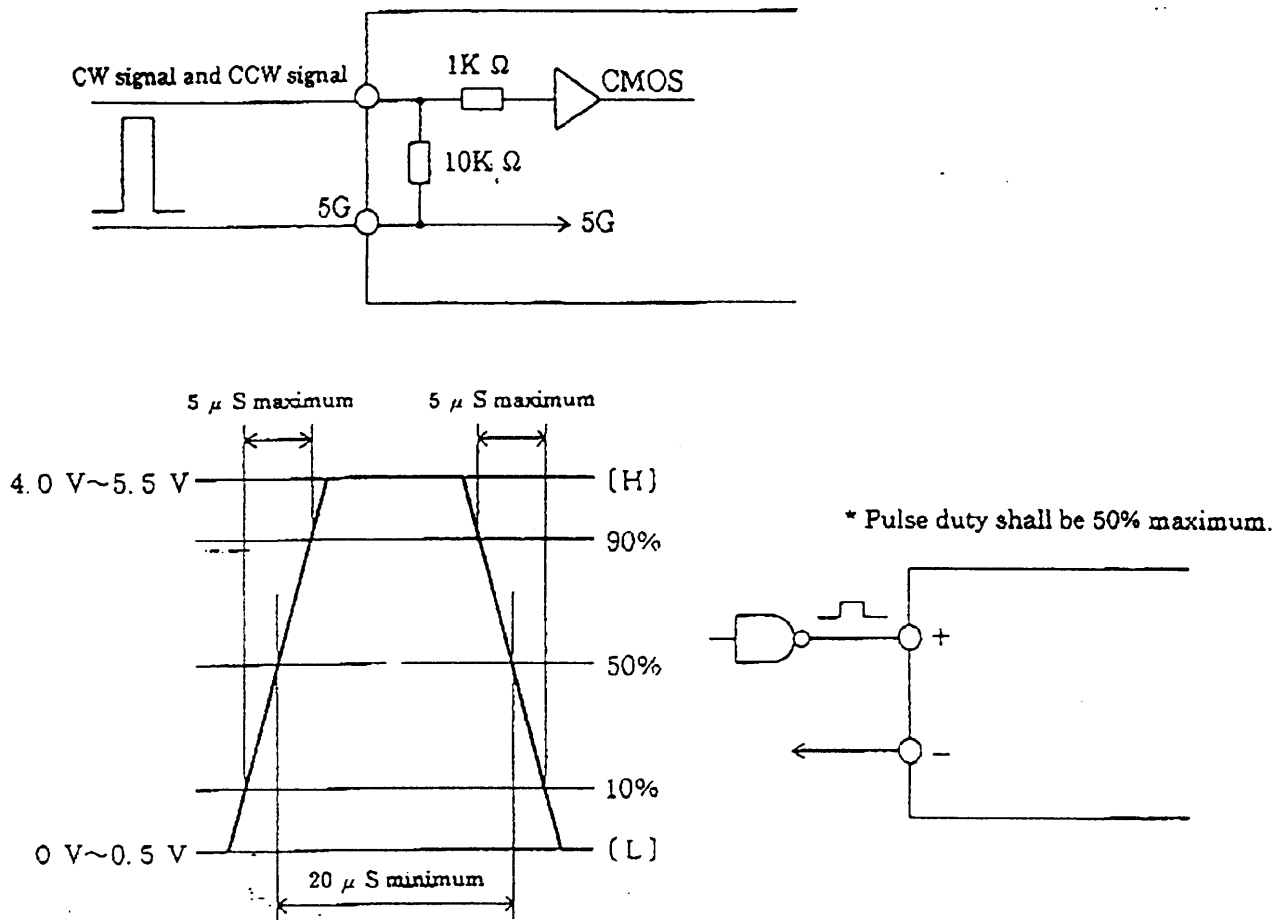 CW signal and CCW signal
1K Ω
CMOS
10K Ω
5G
5G
5 μ S maximum
5 μ S maximum
4.0 V~5.5 V
[H]
* Pulse duty shall be 50% maximum.
90%
+
50%
−
10%
0 V~0.5 V
[L]
20 μ S minimum